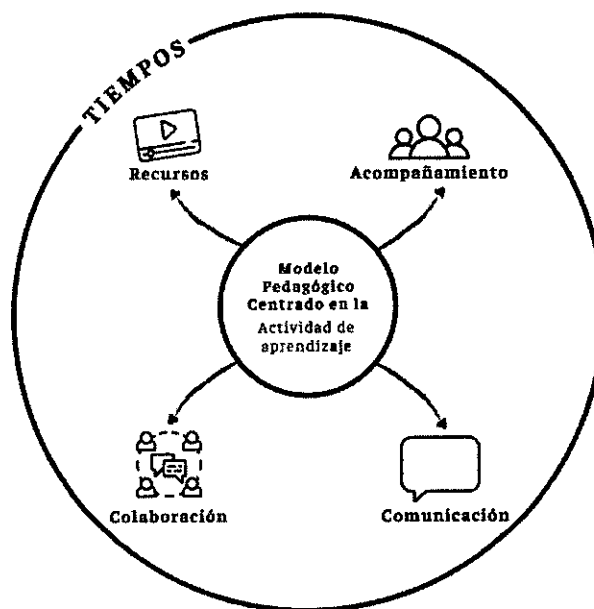 TIEMPOS
Recursos
Acompañamiento
Modelo
Pedagógico
Centrado en la
Actividad de
aprendizaje
Colaboración
Comunicación